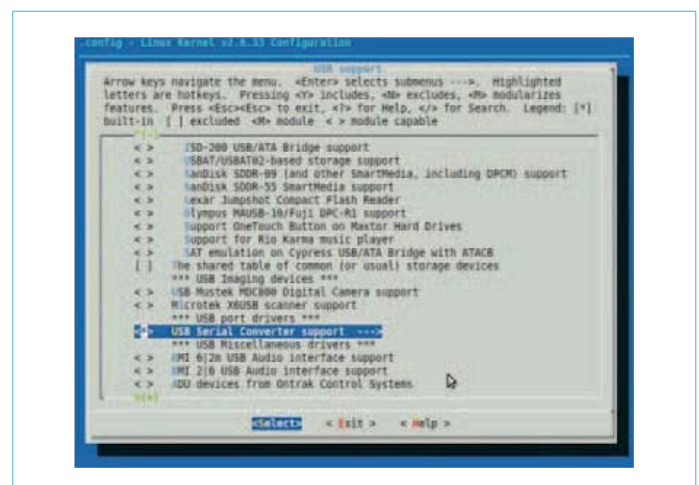 .config - Linux Kernel v2.6.33 Configuration
USB support
Arrow keys navigate the menu. <Enter> selects submenus --->. Highlighted
letters are hotkeys. Pressing <Y> includes, <N> excludes, <M> modularizes
features. Press <Esc><Esc> to exit, <?> for Help, </> for Search. Legend: [*]
built-in [ ] excluded <M> module < > module capable
^(-)
< > ISD-200 USB/ATA Bridge support
< > USBAT/USBAT02-based storage support
< > SanDisk SDDR-09 (and other SmartMedia, including DPCM) support
< > SanDisk SDDR-55 SmartMedia support
< > Lexar Jumpshot Compact Flash Reader
< > Olympus MAUSB-10/Fuji DPC-R1 support
< > Support OneTouch Button on Maxtor Hard Drives
< > Support for Rio Karma music player
< > SAT emulation on Cypress USB/ATA Bridge with ATACB
[ ] The shared table of common (or usual) storage devices
*** USB Imaging devices ***
< > USB Mustek MDC800 Digital Camera support
< > Microtek X6USB scanner support
*** USB port drivers ***
<*> USB Serial Converter support --->
*** USB Miscellaneous drivers ***
< > EMI 6|2m USB Audio interface support
< > EMI 2|6 USB Audio interface support
< > ADU devices from Ontrak Control Systems
v(+)
<Select> < Exit > < Help >